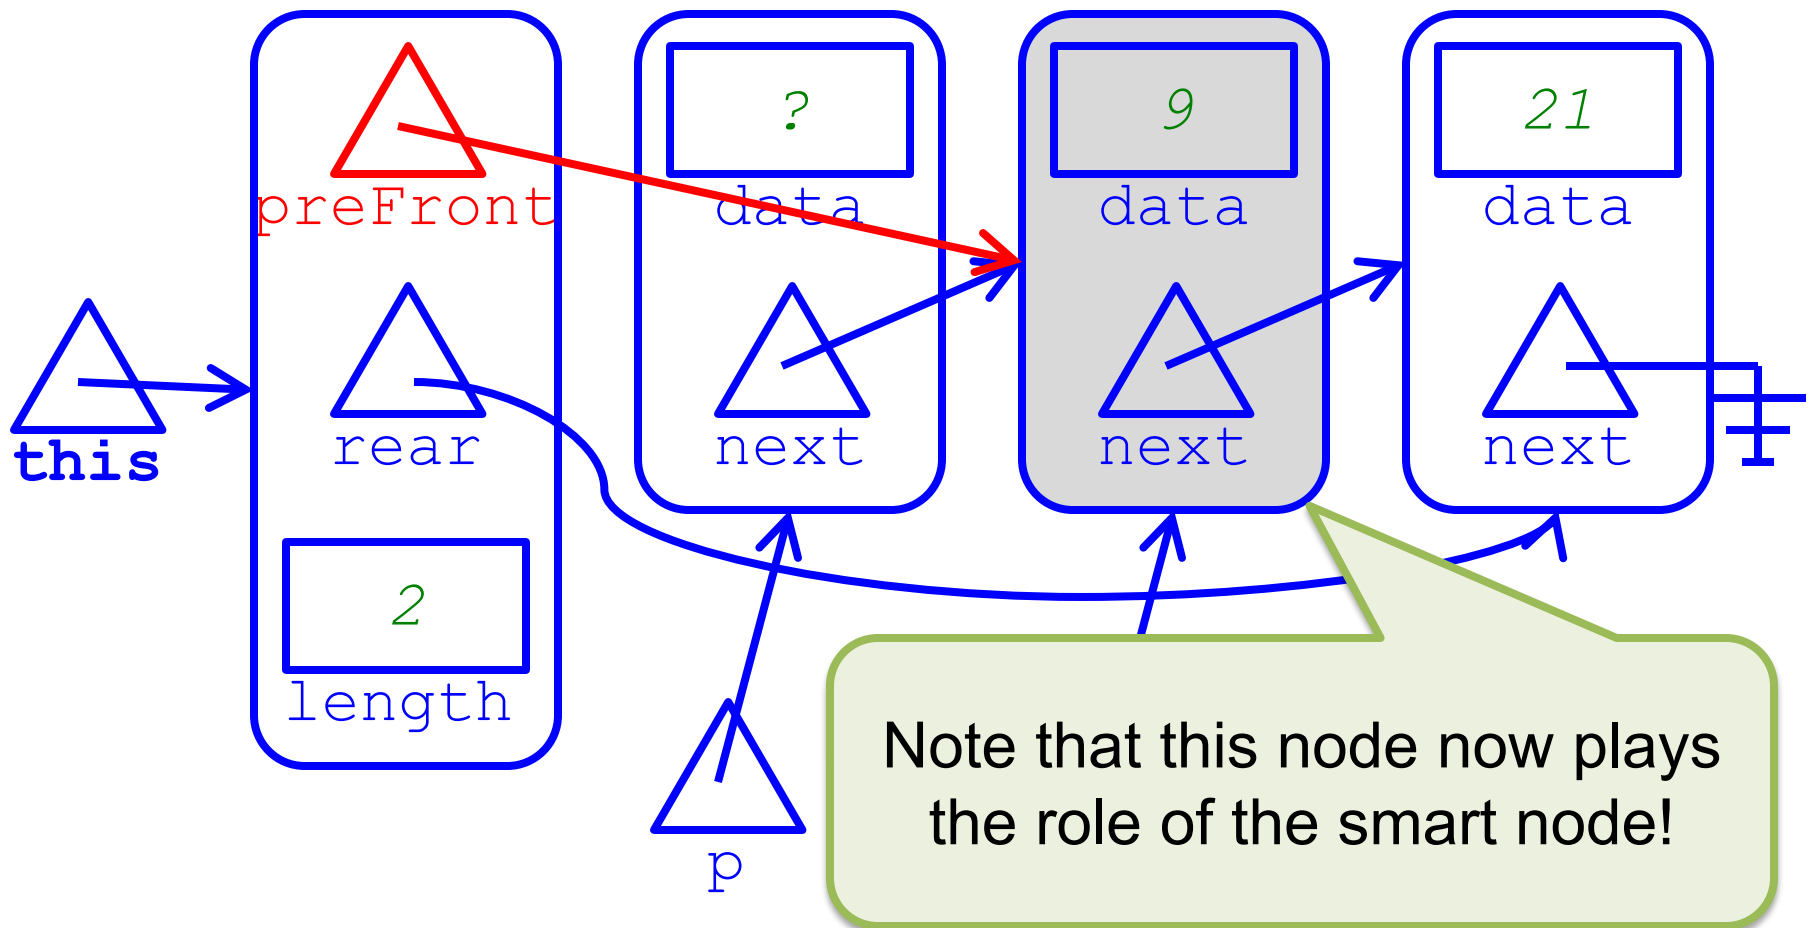 ? 9 21
preFront data data data
this rear next next next
2
length
p
Note that this node now plays
the role of the smart node!